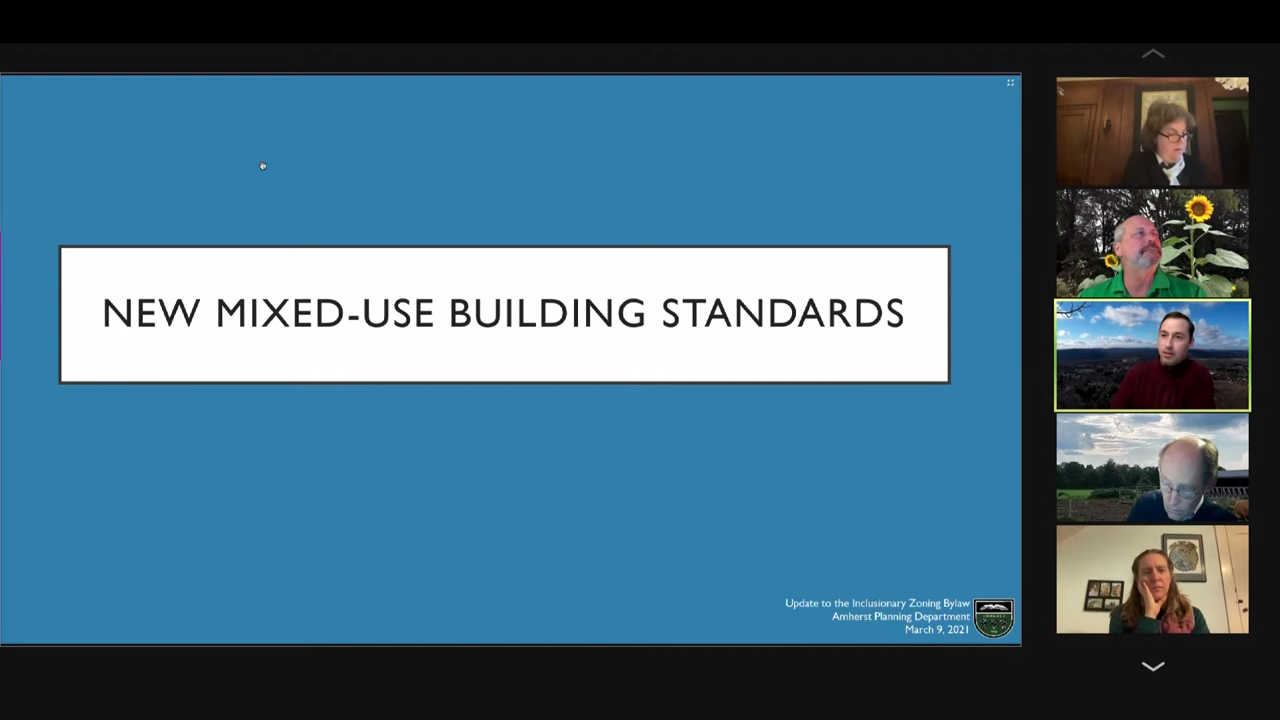 NEW MIXED-USE BUILDING STANDARDS
Update to the Inclusionary Zoning Bylaw
Amherst Planning Department
March 9, 2021